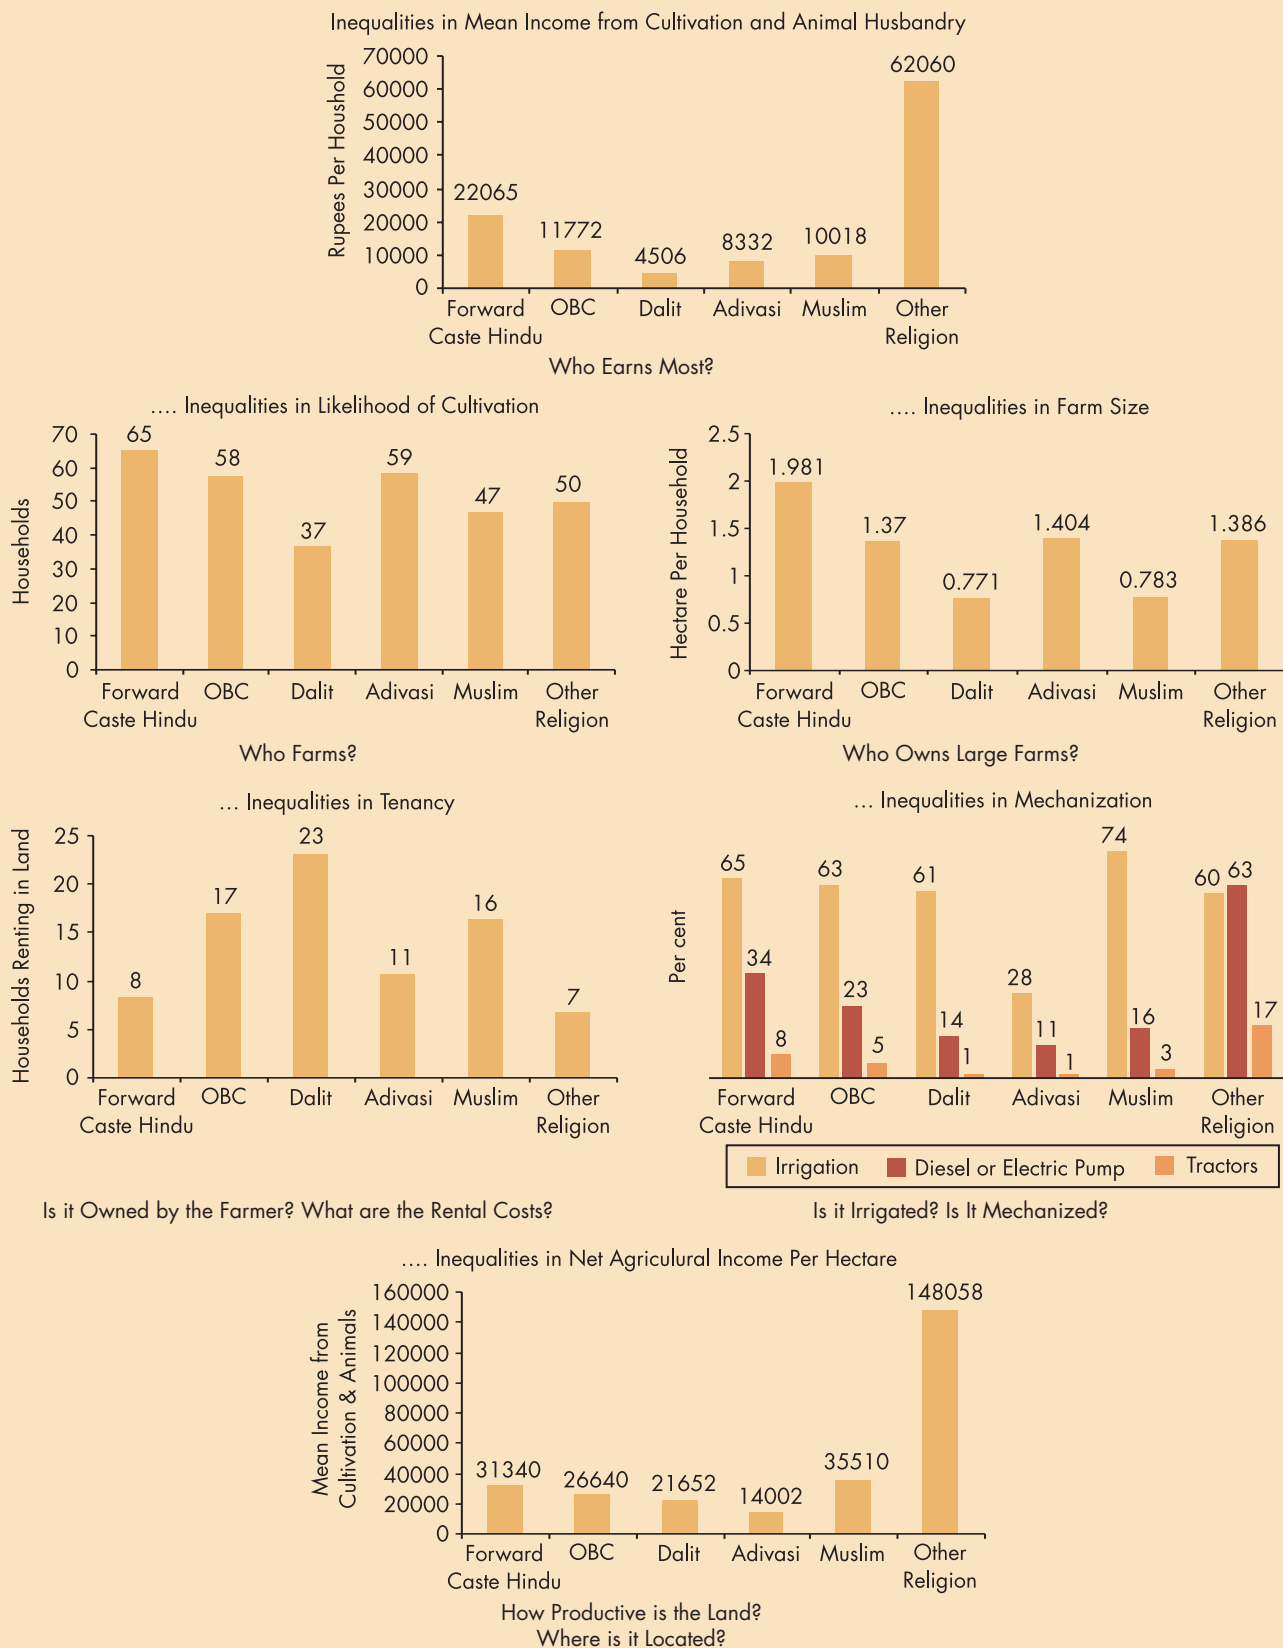 Inequalities in Mean Income from Cultivation and Animal Husbandry
Rupees Per Houshold
70000
60000
50000
40000
30000
20000
10000
0
22065
11772
4506
8332
10018
62060
Forward OBC Dalit Adivasi Muslim Other
Caste Hindu Religion
Who Earns Most?
.... Inequalities in Likelihood of Cultivation
Households
70
60
50
40
30
20
10
0
65
58
37
59
47
50
Forward OBC Dalit Adivasi Muslim Other
Caste Hindu Religion
Who Farms?
.... Inequalities in Farm Size
Hectare Per Household
2.5
2
1.5
1
0.5
0
1.981
1.37
0.771
1.404
0.783
1.386
Forward OBC Dalit Adivasi Muslim Other
Caste Hindu Religion
Who Owns Large Farms?
... Inequalities in Tenancy
Households Renting in Land
25
20
15
10
5
0
8
17
23
11
16
7
Forward OBC Dalit Adivasi Muslim Other
Caste Hindu Religion
Is it Owned by the Farmer? What are the Rental Costs?
... Inequalities in Mechanization
Per cent
65
34
8
63
23
5
61
14
1
28
11
1
74
16
3
60
63
17
Forward OBC Dalit Adivasi Muslim Other
Caste Hindu Religion
Irrigation Diesel or Electric Pump Tractors
Is it Irrigated? Is It Mechanized?
.... Inequalities in Net Agriculural Income Per Hectare
Mean Income from
Cultivation & Animals
160000
140000
120000
100000
80000
60000
40000
20000
0
31340
26640
21652
14002
35510
148058
Forward OBC Dalit Adivasi Muslim Other
Caste Hindu Religion
How Productive is the Land?
Where is it Located?